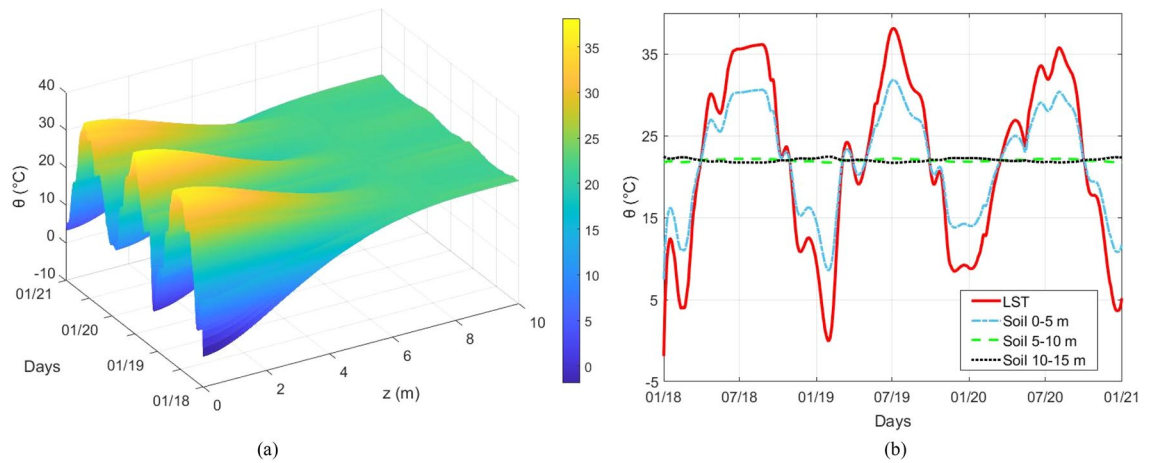 40
30
20
10
0
-10
θ (°C)
01/21
01/20
01/19
01/18
Days
0
2
4
6
8
10
z (m)
35
30
25
20
15
10
5
0
(a)
35
25
15
5
-5
θ (°C)
LST
Soil 0-5 m
Soil 5-10 m
Soil 10-15 m
01/18 07/18 01/19 07/19 01/20 07/20 01/21
Days
(b)